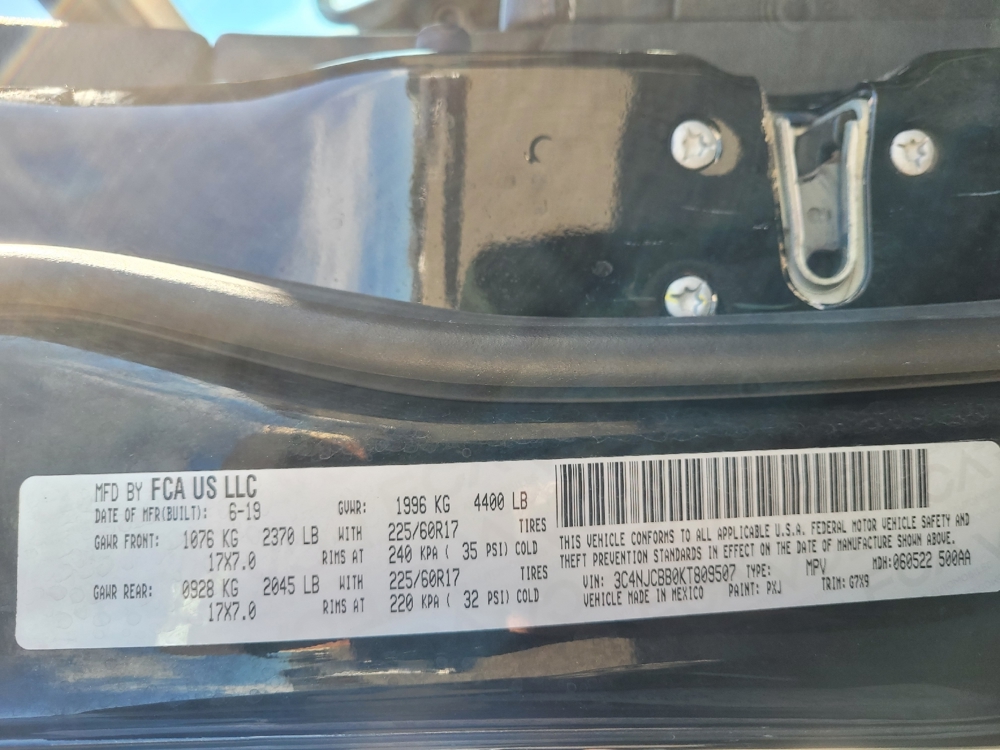 MFD BY FCA US LLC
DATE OF MFR(BUILT): 6-19 GVWR: 1996 KG 4400 LB
GAWR FRONT: 1076 KG 2370 LB WITH 225/60R17 TIRES
17X7.0 RIMS AT 240 KPA ( 35 PSI) COLD
GAWR REAR: 0928 KG 2045 LB WITH 225/60R17 TIRES
17X7.0 RIMS AT 220 KPA ( 32 PSI) COLD
THIS VEHICLE CONFORMS TO ALL APPLICABLE U.S.A. FEDERAL MOTOR VEHICLE SAFETY AND
THEFT PREVENTION STANDARDS IN EFFECT ON THE DATE OF MANUFACTURE SHOWN ABOVE.
VIN: 3C4NJCBB0KT809507 TYPE: MPV MDH:060522 500AA
VEHICLE MADE IN MEXICO PAINT: PXJ TRIM: G7X9